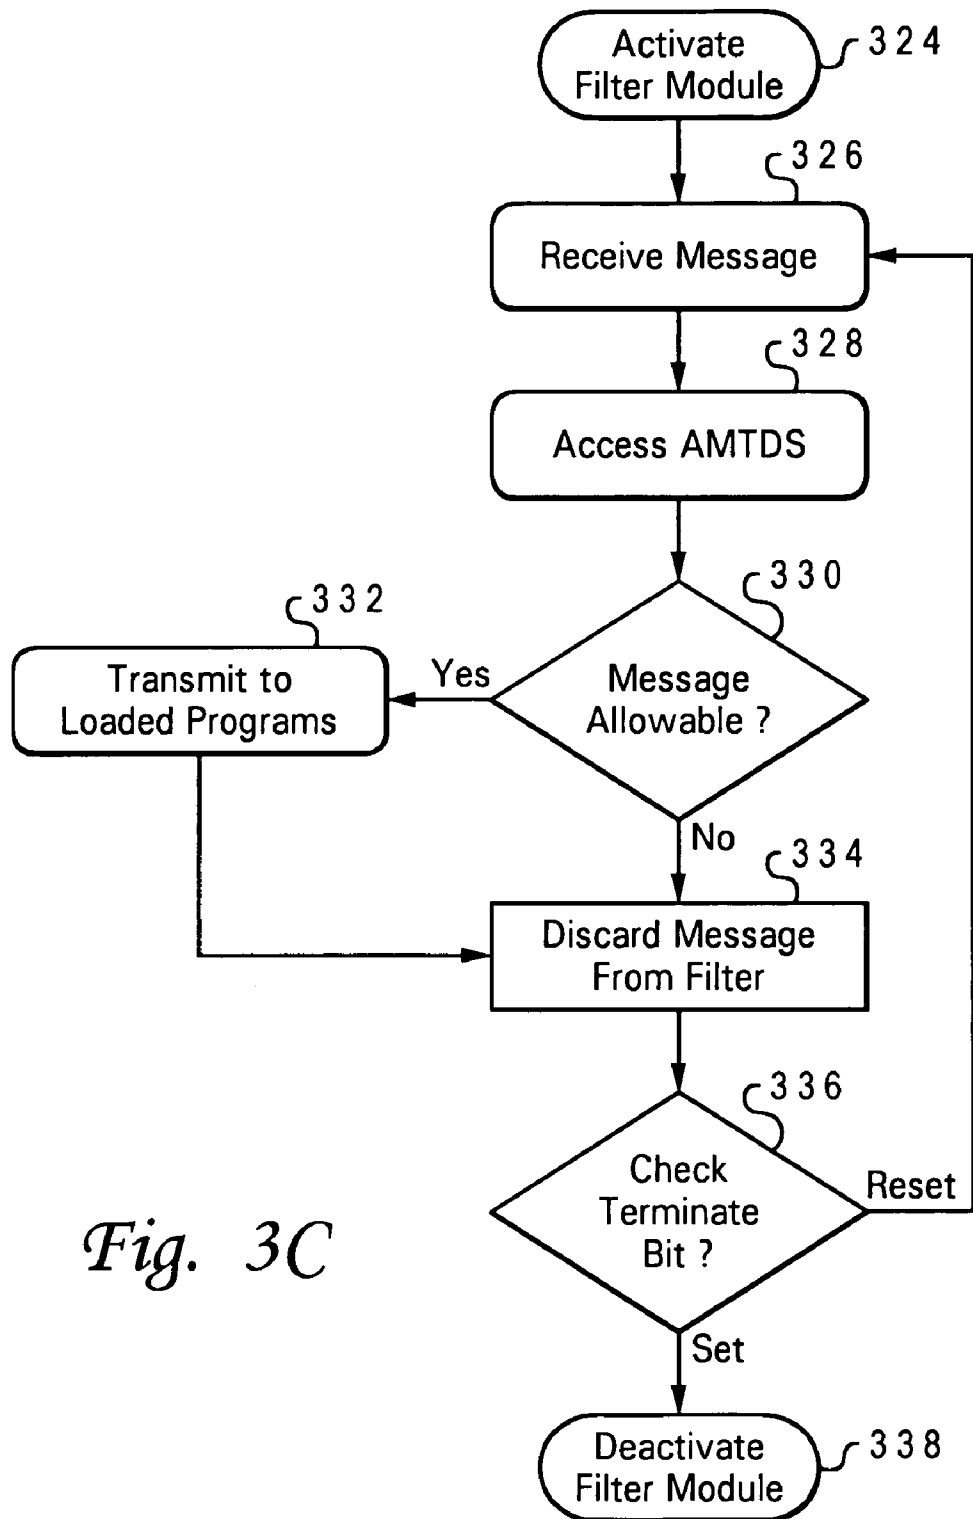 Activate
Filter Module
324
326
Receive Message
328
Access AMTDS
330
Message
Allowable ?
Yes
332
Transmit to
Loaded Programs
No
334
Discard Message
From Filter
336
Check
Terminate
Bit ?
Reset
Set
Deactivate
Filter Module
338
Fig. 3C